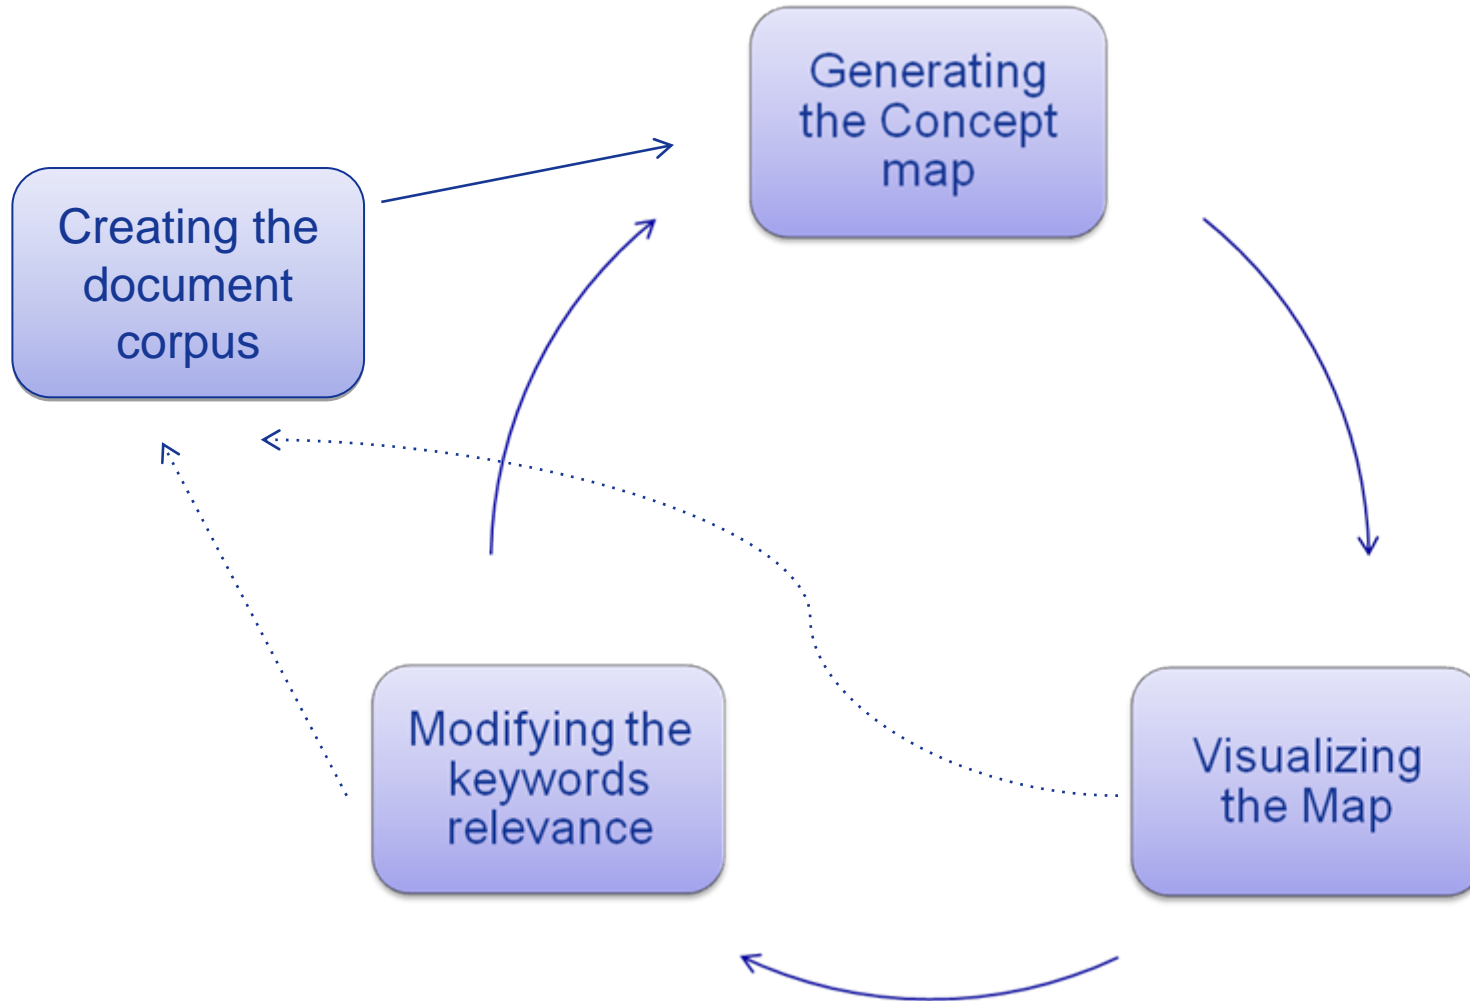 Generating
the Concept
map
Creating the
document
corpus
Modifying the
keywords
relevance
Visualizing
the Map